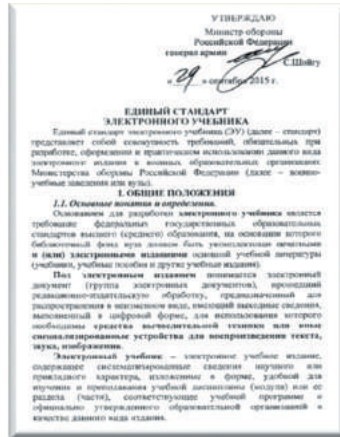 УТВЕРЖДАЮ
Министр обороны
Российской Федерации
генерал армии
С.Шойгу
« 29 » сентября 2015 г.
ЕДИНЫЙ СТАНДАРТ
ЭЛЕКТРОННОГО УЧЕБНИКА
Единый стандарт электронного учебника (ЭУ) (далее – стандарт)
представляет собой совокупность требований, обязательных при
разработке, оформлении и практическом использовании данного вида
электронного издания в военных образовательных организациях
Министерства обороны Российской Федерации (далее – военно-
учебные заведения или вузы).
1. ОБЩИЕ ПОЛОЖЕНИЯ
1.1. Основные понятия и определения.
Основанием для разработки электронного учебника является
требование федеральных государственных образовательных
стандартов высшего (среднего) образования, на основании которого
библиотечный фонд вуза должен быть укомплектован печатными
и (или) электронными изданиями основной учебной литературы
(учебники, учебные пособия и другие учебные издания).
Под электронным изданием понимается электронный
документ (группа электронных документов), прошедший
редакционно-издательскую обработку, предназначенный для
распространения в неизменном виде, имеющий выходные сведения,
выполненный в цифровой форме, для использования которого
необходимы средства вычислительной техники или иные
специализированные устройства для воспроизведения текста,
звука, изображения.
Электронный учебник – электронное учебное издание,
содержащее систематизированные сведения научного или
прикладного характера, изложенные в форме, удобной для
изучения и преподавания учебной дисциплины (модуля) или ее
раздела (части), соответствующее учебной программе и
официально утвержденного образовательной организацией в
качестве данного вида издания.